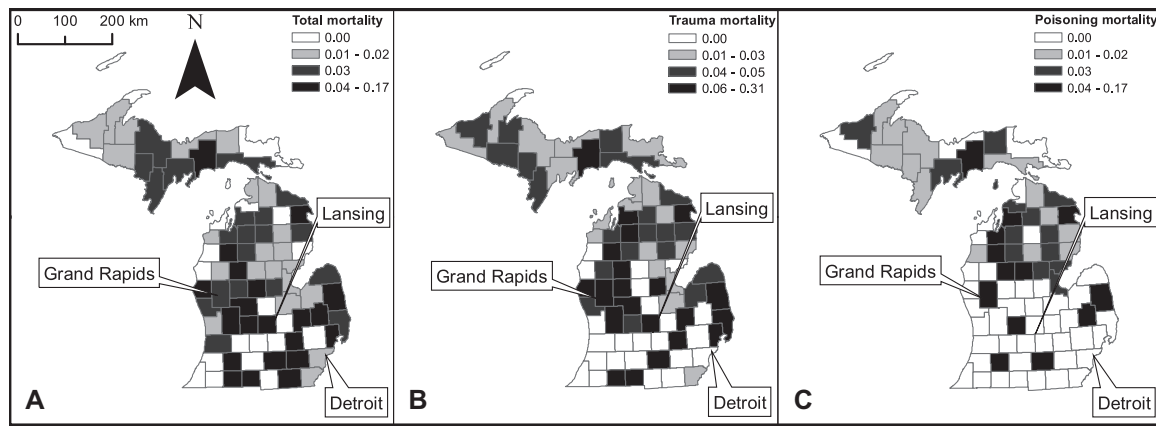 0 100 200 km
N
Total mortality
0.00
0.01 - 0.02
0.03
0.04 - 0.17
Lansing
Grand Rapids
Detroit
A
Trauma mortality
0.00
0.01 - 0.03
0.04 - 0.05
0.06 - 0.31
Lansing
Grand Rapids
Detroit
B
Poisoning mortality
0.00
0.01 - 0.02
0.03
0.04 - 0.17
Lansing
Grand Rapids
Detroit
C